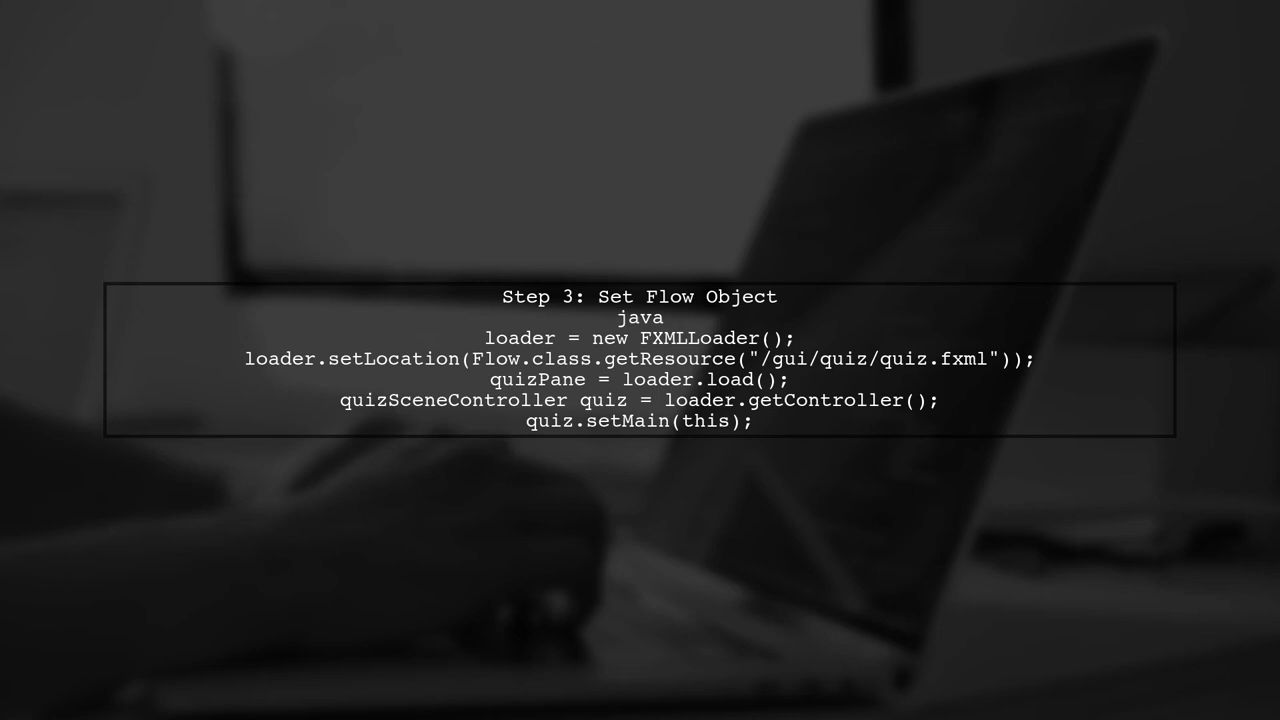 Step 3: Set Flow Object
java
loader = new FXMLLoader();
loader.setLocation(Flow.class.getResource("/gui/quiz/quiz.fxml"));
quizPane = loader.load();
quizSceneController quiz = loader.getController();
quiz.setMain(this);